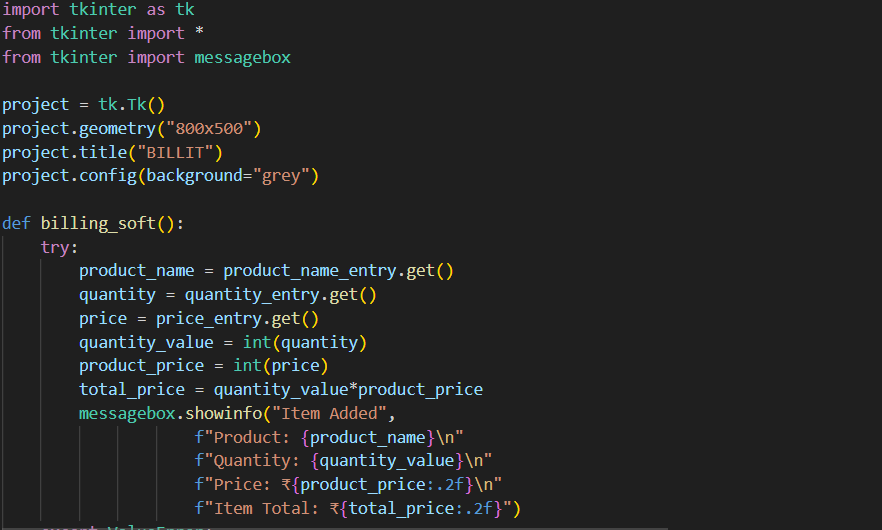 import tkinter as tk
from tkinter import *
from tkinter import messagebox

project = tk.Tk()
project.geometry("800x500")
project.title("BILLIT")
project.config(background="grey")

def billing_soft():
    try:
        product_name = product_name_entry.get()
        quantity = quantity_entry.get()
        price = price_entry.get()
        quantity_value = int(quantity)
        product_price = int(price)
        total_price = quantity_value*product_price
        messagebox.showinfo("Item Added",
                    f"Product: {product_name}\n"
                    f"Quantity: {quantity_value}\n"
                    f"Price: ₹{product_price:.2f}\n"
                    f"Item Total: ₹{total_price:.2f}")
    except ValueError: